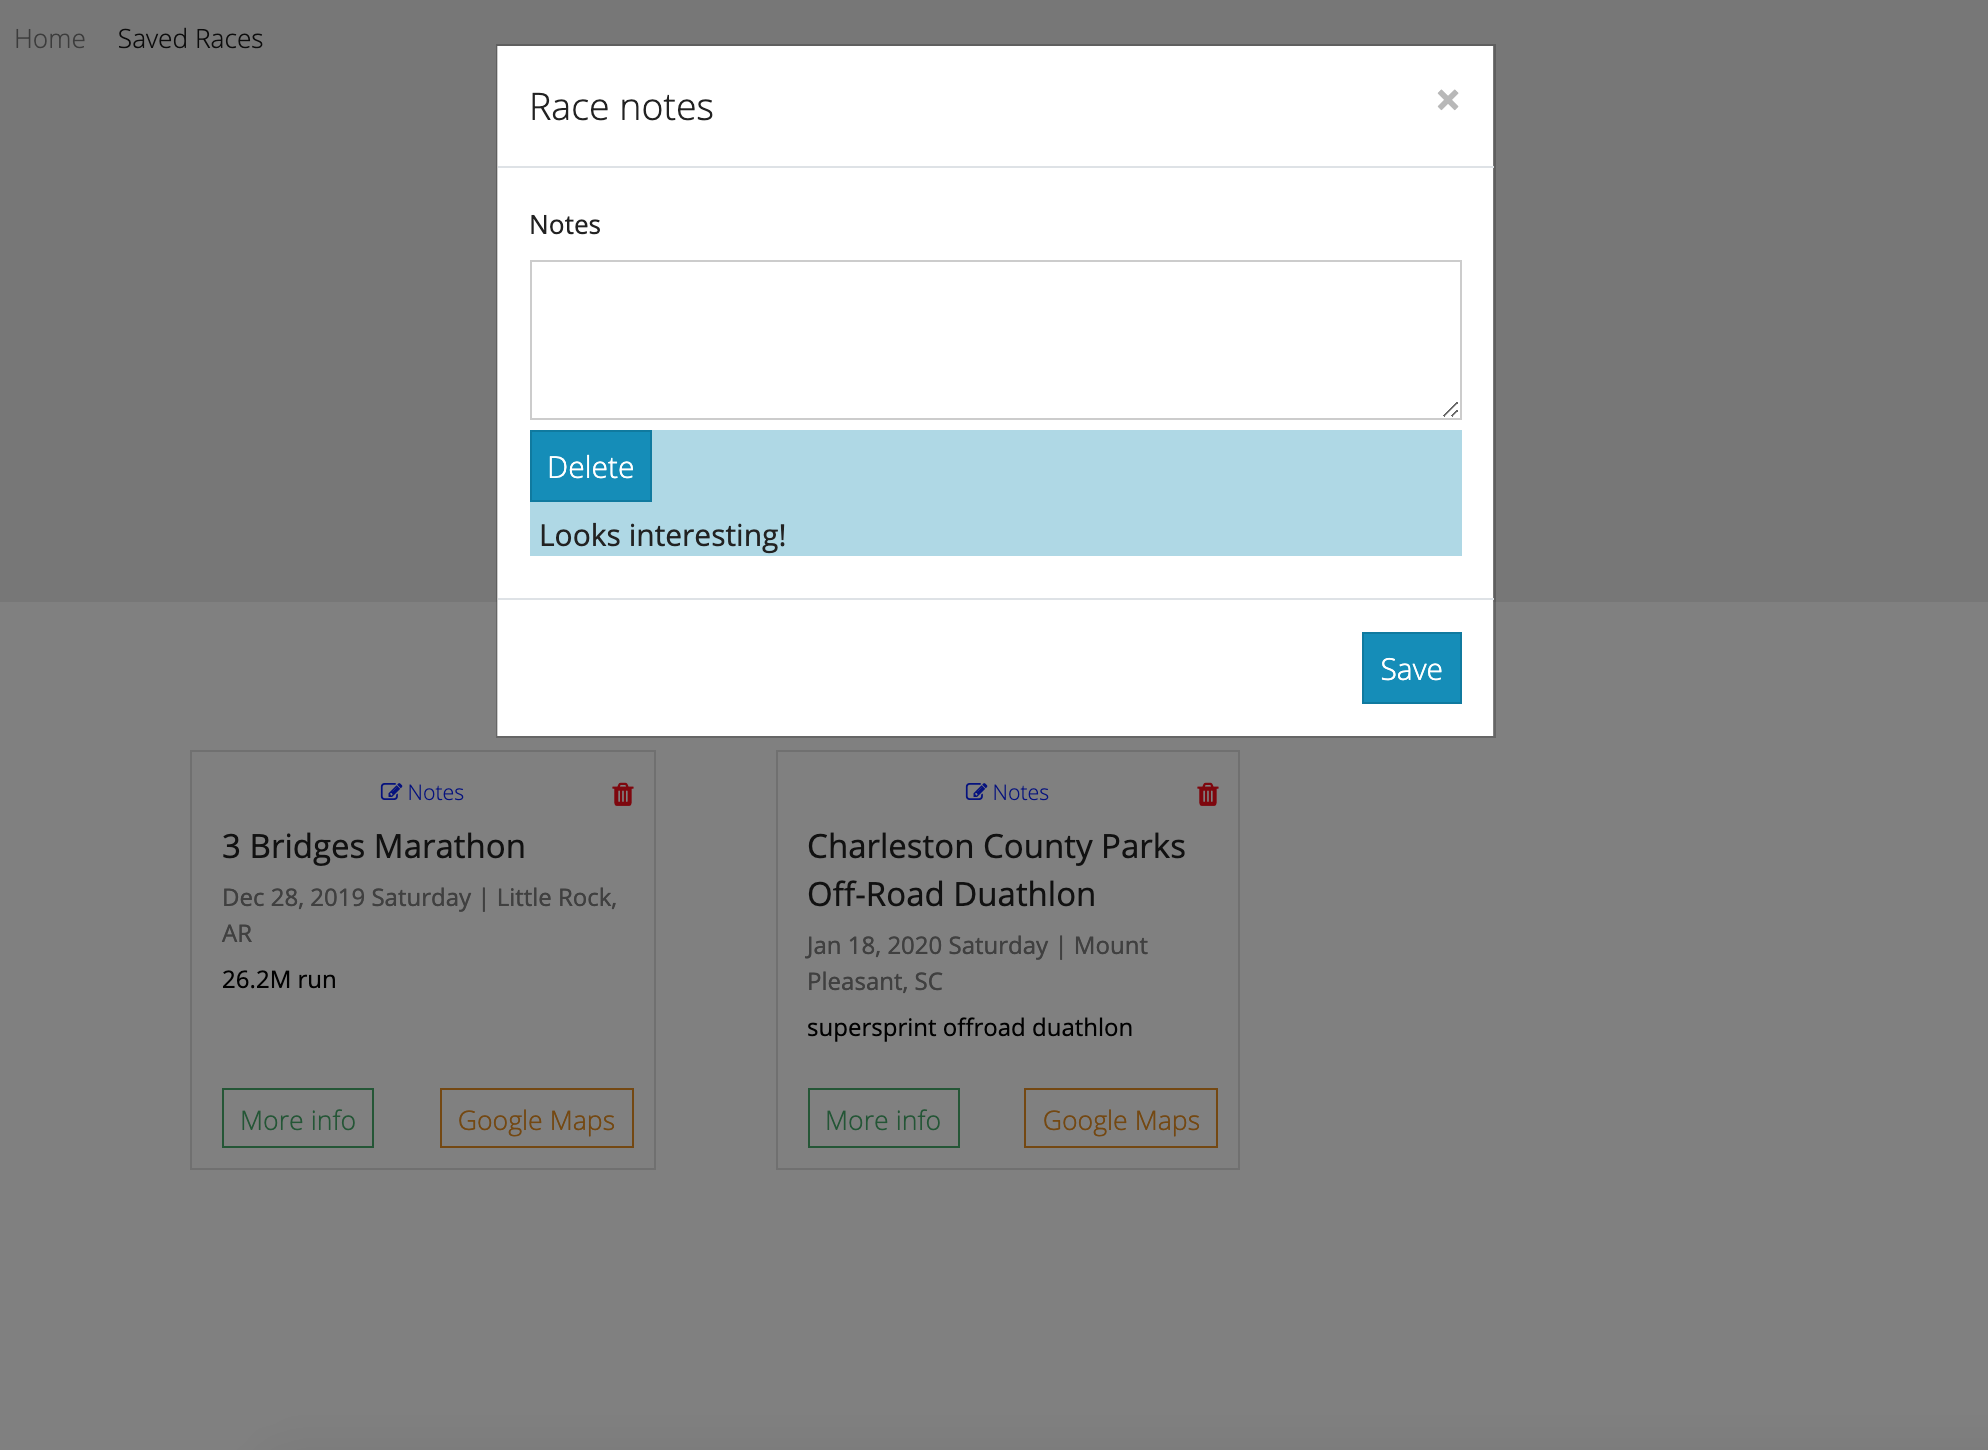 Home Saved Races
Race notes ×
Notes
Delete
Looks interesting!
Save
Notes
3 Bridges Marathon
Dec 28, 2019 Saturday | Little Rock,
AR
26.2M run
More info Google Maps
Notes
Charleston County Parks
Off-Road Duathlon
Jan 18, 2020 Saturday | Mount
Pleasant, SC
supersprint offroad duathlon
More info Google Maps